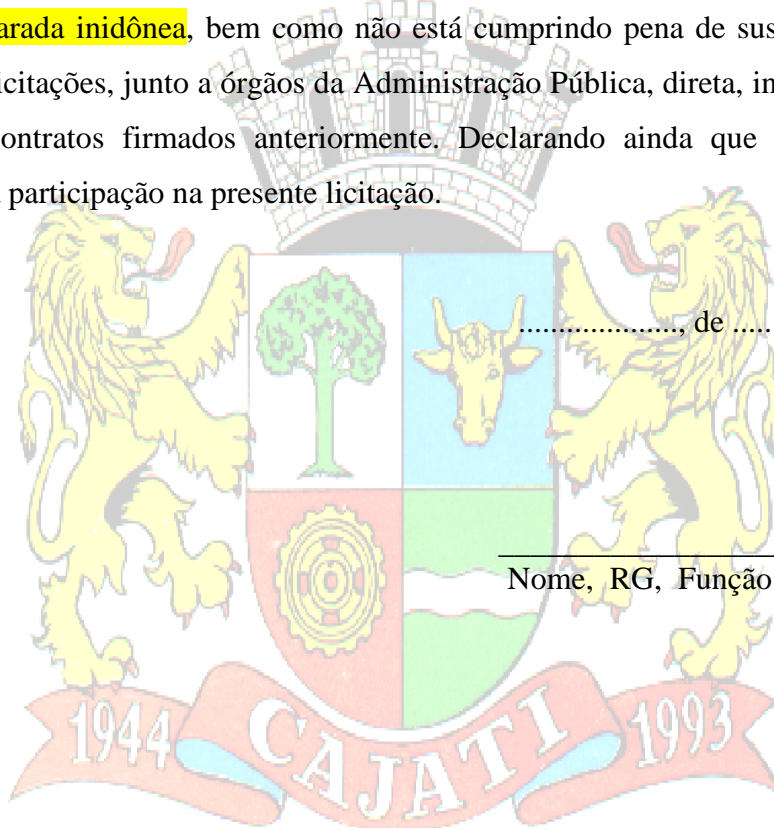 arada inidônea, bem como não está cumprindo pena de sus
icitações, junto a órgãos da Administração Pública, direta, in
ontratos firmados anteriormente. Declarando ainda que
participação na presente licitação.
...................., de .....
Nome, RG, Função
1944 CAJATI 1993